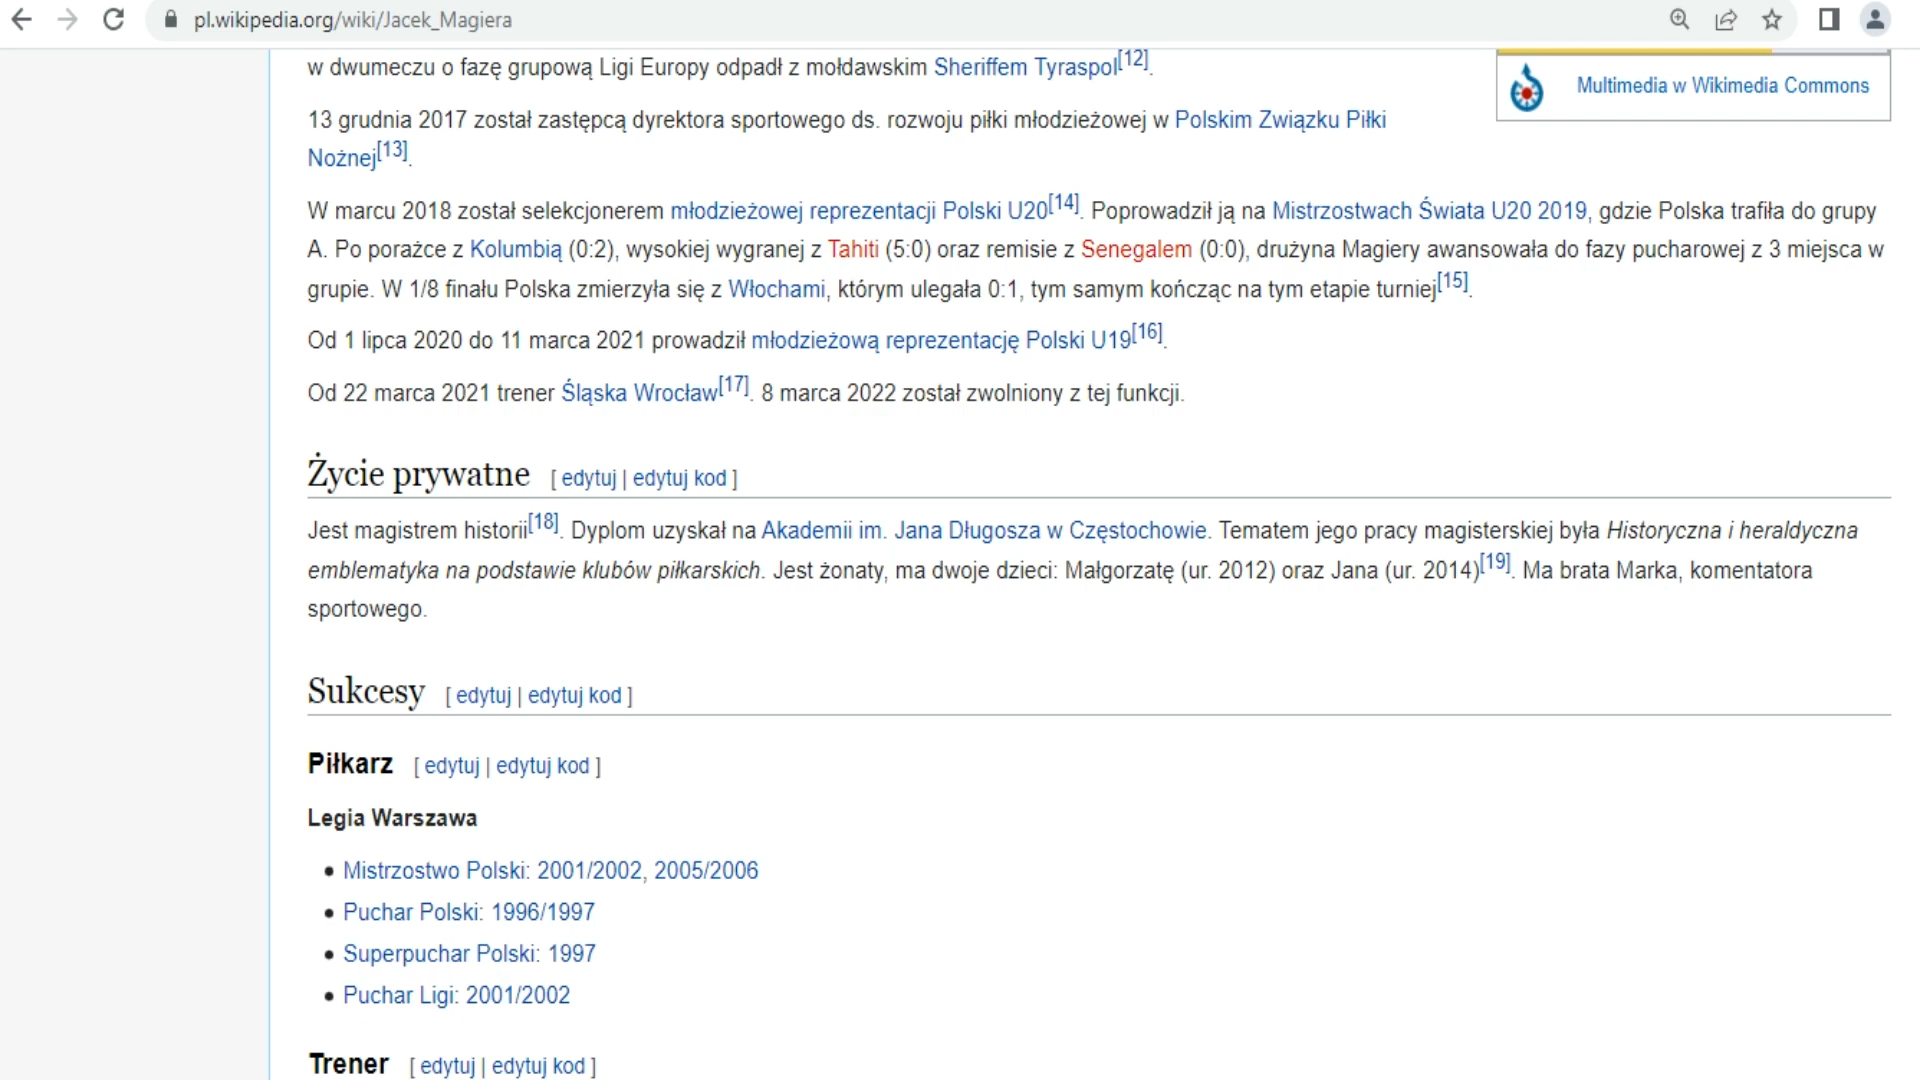 pl.wikipedia.org/wiki/Jacek_Magiera
w dwumeczu o fazę grupową Ligi Europy odpadł z mołdawskim Sheriffem Tyraspol[12].
Multimedia w Wikimedia Commons
13 grudnia 2017 został zastępcą dyrektora sportowego ds. rozwoju piłki młodzieżowej w Polskim Związku Piłki
Nożnej[13].
W marcu 2018 został selekcjonerem młodzieżowej reprezentacji Polski U20[14]. Poprowadził ją na Mistrzostwach Świata U20 2019, gdzie Polska trafiła do grupy
A. Po porażce z Kolumbią (0:2), wysokiej wygranej z Tahiti (5:0) oraz remisie z Senegalem (0:0), drużyna Magiery awansowała do fazy pucharowej z 3 miejsca w
grupie. W 1/8 finału Polska zmierzyła się z Włochami, którym ulegała 0:1, tym samym kończąc na tym etapie turniej[15].
Od 1 lipca 2020 do 11 marca 2021 prowadził młodzieżową reprezentację Polski U19[16].
Od 22 marca 2021 trener Śląska Wrocław[17]. 8 marca 2022 został zwolniony z tej funkcji.
Życie prywatne [ edytuj | edytuj kod ]
Jest magistrem historii[18]. Dyplom uzyskał na Akademii im. Jana Długosza w Częstochowie. Tematem jego pracy magisterskiej była Historyczna i heraldyczna
emblematyka na podstawie klubów piłkarskich. Jest żonaty, ma dwoje dzieci: Małgorzatę (ur. 2012) oraz Jana (ur. 2014)[19]. Ma brata Marka, komentatora
sportowego.
Sukcesy [ edytuj | edytuj kod ]
Piłkarz [ edytuj | edytuj kod ]
Legia Warszawa
• Mistrzostwo Polski: 2001/2002, 2005/2006
• Puchar Polski: 1996/1997
• Superpuchar Polski: 1997
• Puchar Ligi: 2001/2002
Trener [ edytuj | edytuj kod ]